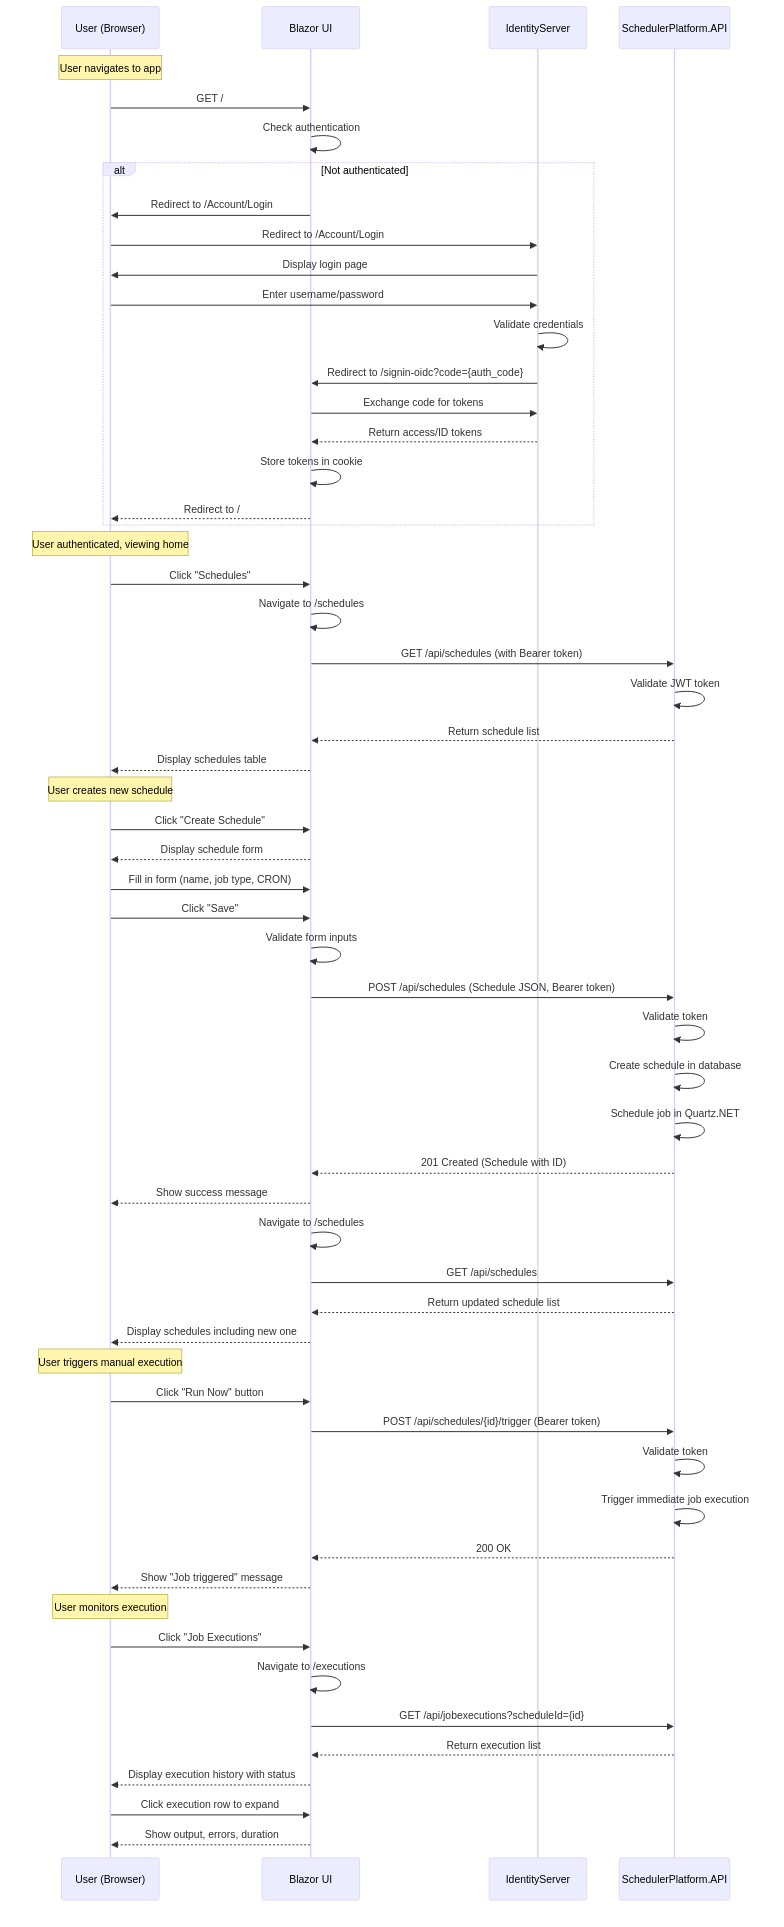 User (Browser)
Blazor UI
IdentityServer
SchedulerPlatform.API
User navigates to app
GET /
Check authentication
alt
[Not authenticated]
Redirect to /Account/Login
Redirect to /Account/Login
Display login page
Enter username/password
Validate credentials
Redirect to /signin-oidc?code={auth_code}
Exchange code for tokens
Return access/ID tokens
Store tokens in cookie
Redirect to /
User authenticated, viewing home
Click "Schedules"
Navigate to /schedules
GET /api/schedules (with Bearer token)
Validate JWT token
Return schedule list
Display schedules table
User creates new schedule
Click "Create Schedule"
Display schedule form
Fill in form (name, job type, CRON)
Click "Save"
Validate form inputs
POST /api/schedules (Schedule JSON, Bearer token)
Validate token
Create schedule in database
Schedule job in Quartz.NET
201 Created (Schedule with ID)
Show success message
Navigate to /schedules
GET /api/schedules
Return updated schedule list
Display schedules including new one
User triggers manual execution
Click "Run Now" button
POST /api/schedules/{id}/trigger (Bearer token)
Validate token
Trigger immediate job execution
200 OK
Show "Job triggered" message
User monitors execution
Click "Job Executions"
Navigate to /executions
GET /api/jobexecutions?scheduleId={id}
Return execution list
Display execution history with status
Click execution row to expand
Show output, errors, duration
User (Browser)
Blazor UI
IdentityServer
SchedulerPlatform.API